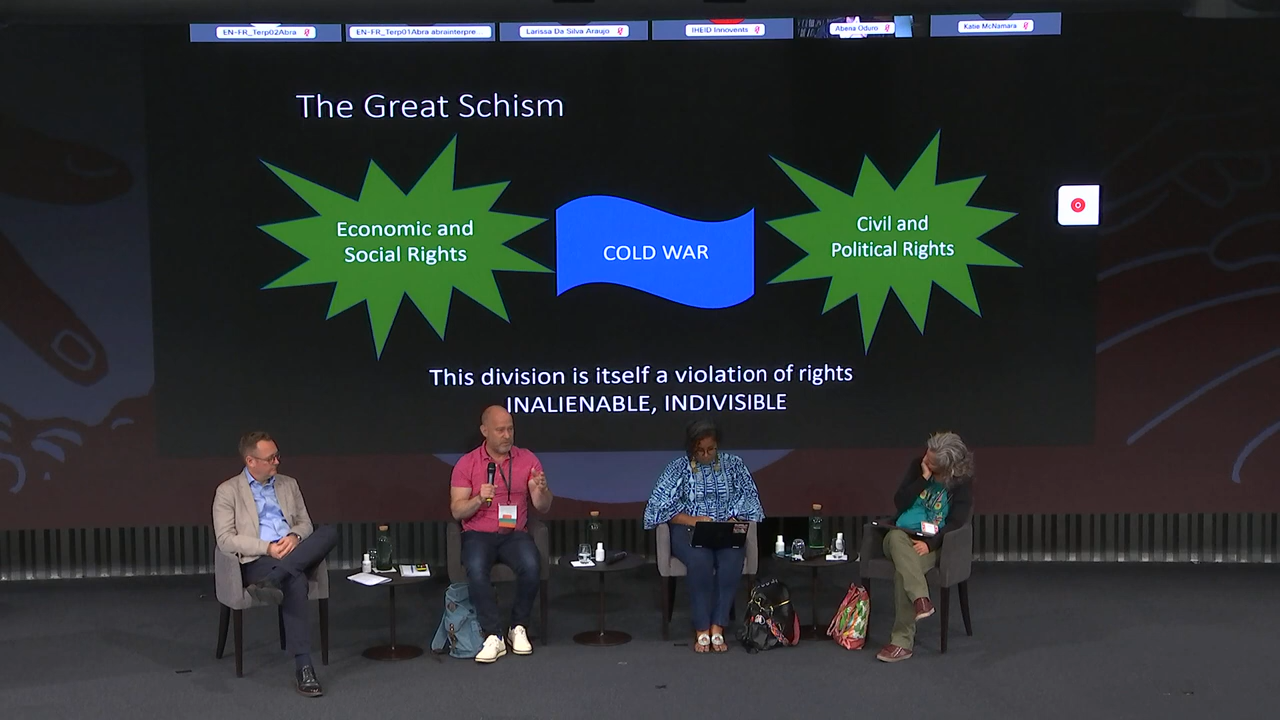 EN-FR_Terp02Abra
EN-FR_Terp01Abra abrainterpre
Larissa Da Silva Araujo
IHEID Innovents
Abena Oduro
Katie McNamara
The Great Schism
Economic and
Social Rights
COLD WAR
Civil and
Political Rights
This division is itself a violation of rights
INALIENABLE, INDIVISIBLE